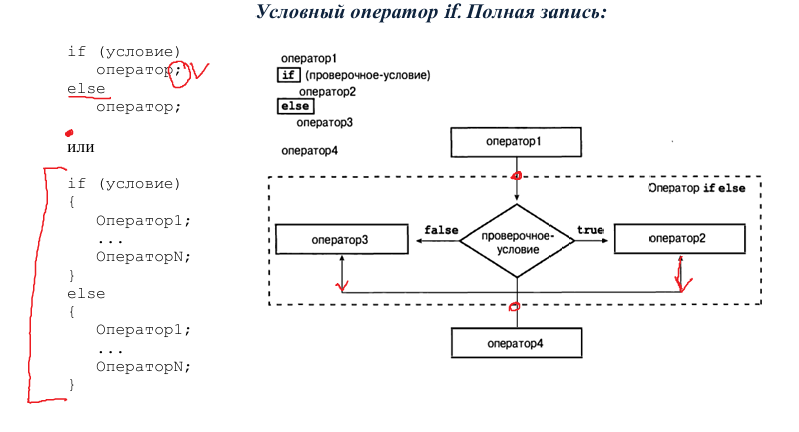 Условный оператор if. Полная запись:
if (условие)
оператор;
else
оператор;
или
if (условие)
{
Оператор1;
...
ОператорN;
}
else
{
Оператор1;
...
ОператорN;
}
оператор1
if (проверочное-условие)
оператор2
else
оператор3
оператор4
оператор1
Оператор if else
false
true
оператор3
проверочное-
условие
оператор2
оператор4